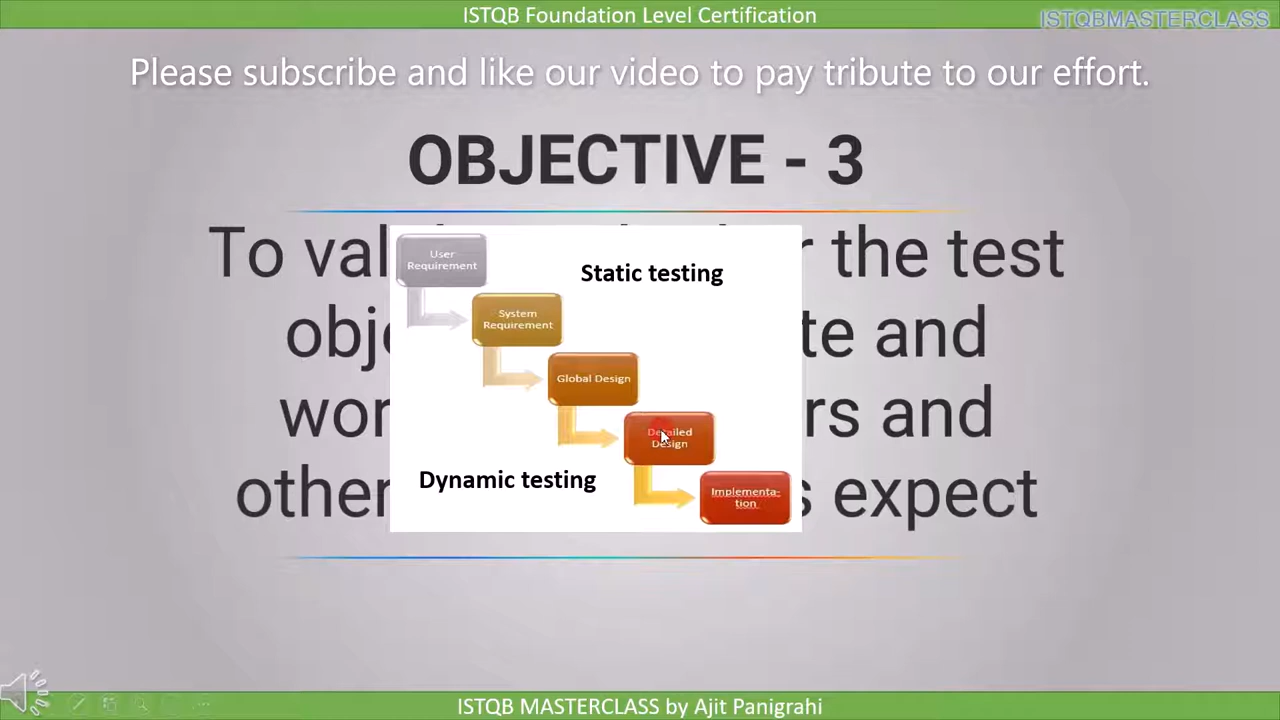 ISTQB Foundation Level Certification
ISTQBMASTERCLASS
Please subscribe and like our video to pay tribute to our effort.
OBJECTIVE - 3
To val r the test
obje te and
wor rs and
other s expect
User
Requirement
Static testing
System
Requirement
Global Design
Detailed
Design
Dynamic testing
Implementa-
tion
ISTQB MASTERCLASS by Ajit Panigrahi